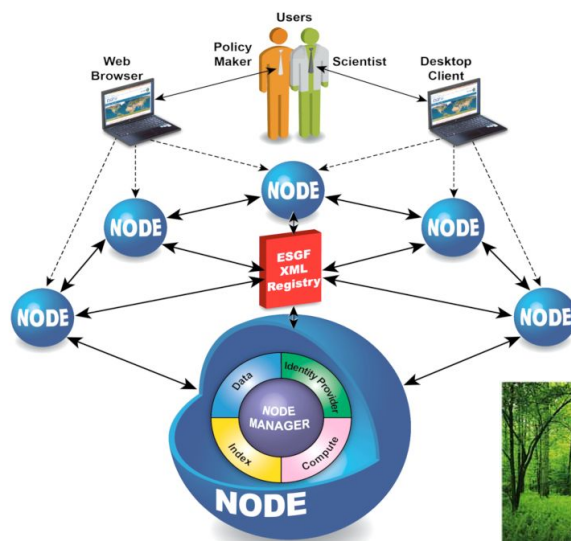 Users
Policy
Maker
Scientist
Web
Browser
Desktop
Client
NODE
NODE
NODE
ESGF
XML
Registry
NODE
NODE
Data
Identity Provider
NODE
MANAGER
Index
Compute
NODE